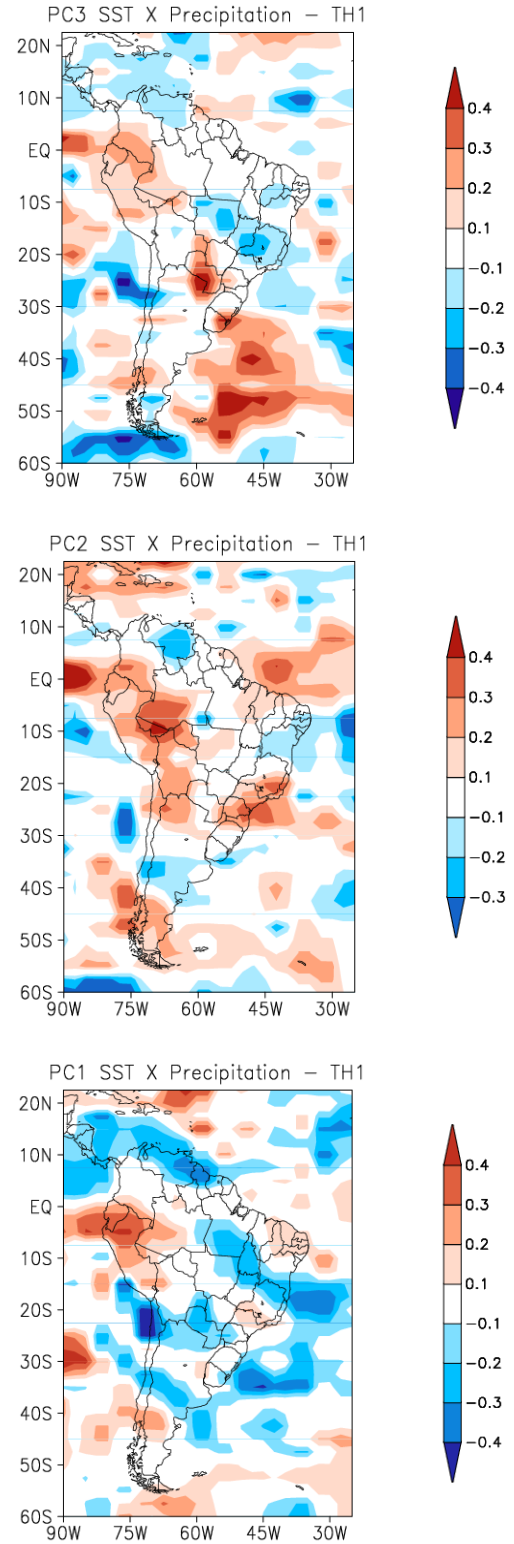 PC3 SST X Precipitation – TH1
20N
10N
EQ
10S
20S
30S
40S
50S
60S
90W 75W 60W 45W 30W
0.4
0.3
0.2
0.1
−0.1
−0.2
−0.3
−0.4
PC2 SST X Precipitation – TH1
20N
10N
EQ
10S
20S
30S
40S
50S
60S
90W 75W 60W 45W 30W
0.4
0.3
0.2
0.1
−0.1
−0.2
−0.3
PC1 SST X Precipitation – TH1
20N
10N
EQ
10S
20S
30S
40S
50S
60S
90W 75W 60W 45W 30W
0.4
0.3
0.2
0.1
−0.1
−0.2
−0.3
−0.4